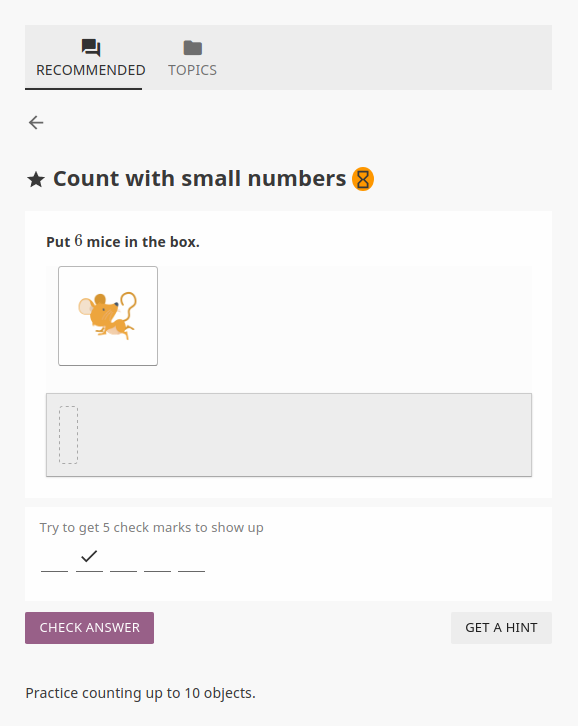 RECOMMENDED
TOPICS
Count with small numbers
Put 6 mice in the box.
Try to get 5 check marks to show up
CHECK ANSWER
GET A HINT
Practice counting up to 10 objects.